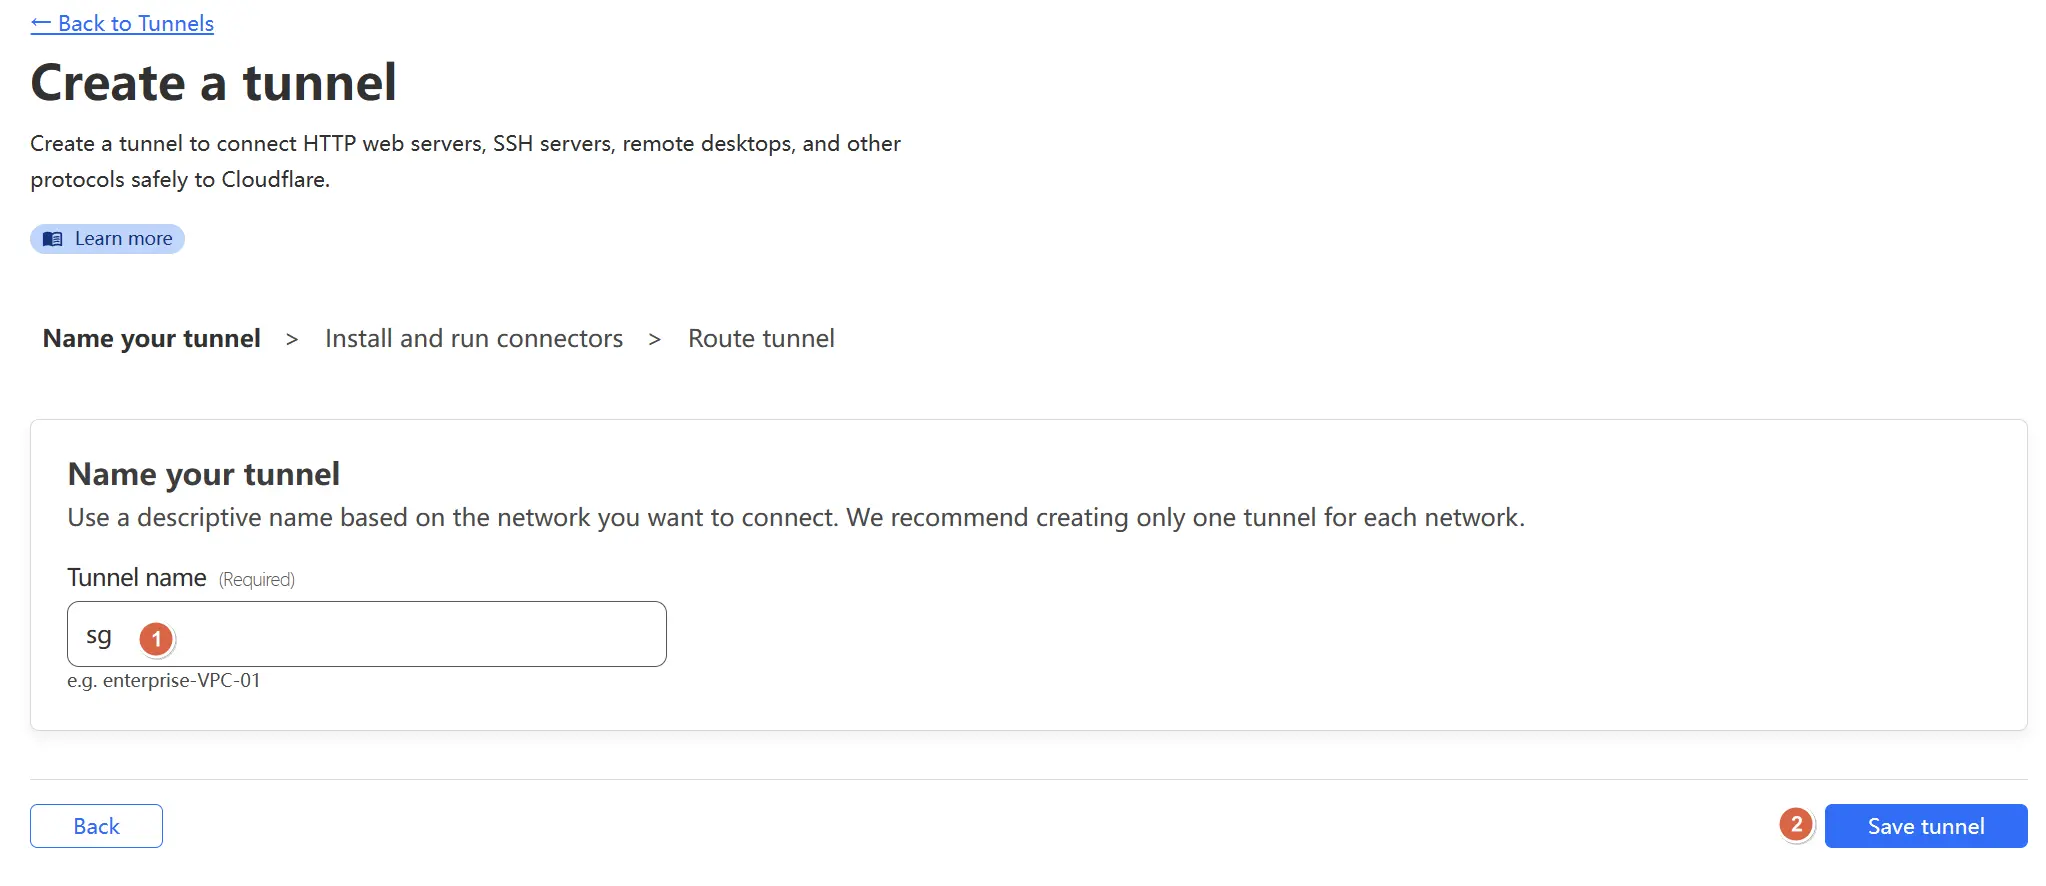 ← Back to Tunnels
Create a tunnel
Create a tunnel to connect HTTP web servers, SSH servers, remote desktops, and other
protocols safely to Cloudflare.
Learn more
Name your tunnel > Install and run connectors > Route tunnel
Name your tunnel
Use a descriptive name based on the network you want to connect. We recommend creating only one tunnel for each network.
Tunnel name (Required)
sg 1
e.g. enterprise-VPC-01
Back 2 Save tunnel